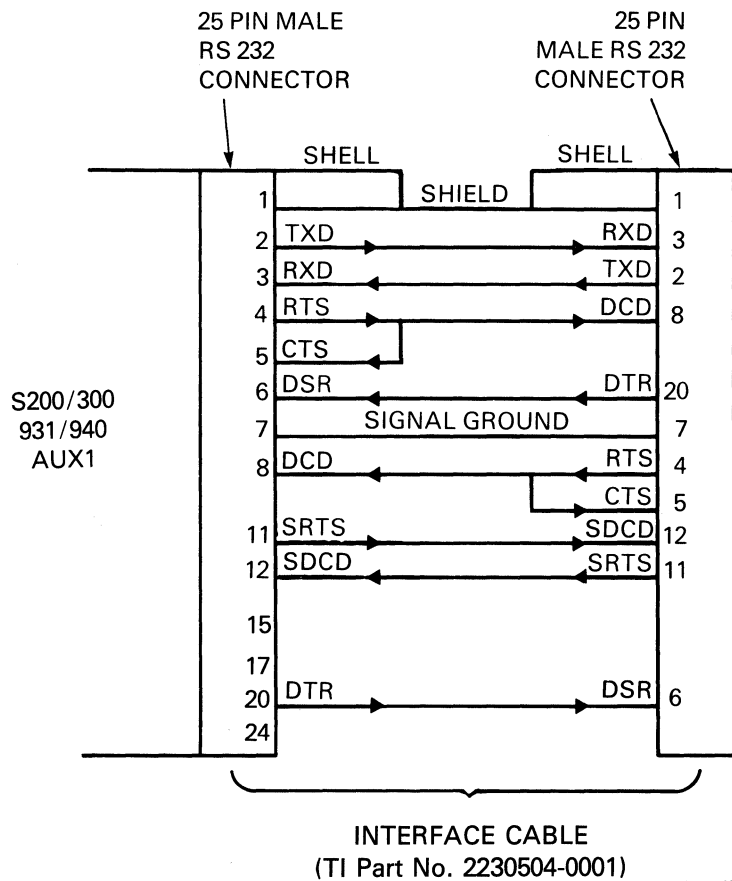 25 PIN MALE
RS 232
CONNECTOR
25 PIN
MALE RS 232
CONNECTOR
SHELL
SHELL
1
SHIELD
1
2 TXD RXD 3
3 RXD TXD 2
4 RTS DCD 8
5 CTS
6 DSR DTR 20
S200/300
931/940
AUX1
7 SIGNAL GROUND 7
8 DCD RTS 4
CTS 5
11 SRTS SDCD 12
12 SDCD SRTS 11
15
17
20 DTR DSR 6
24
INTERFACE CABLE
(TI Part No. 2230504-0001)